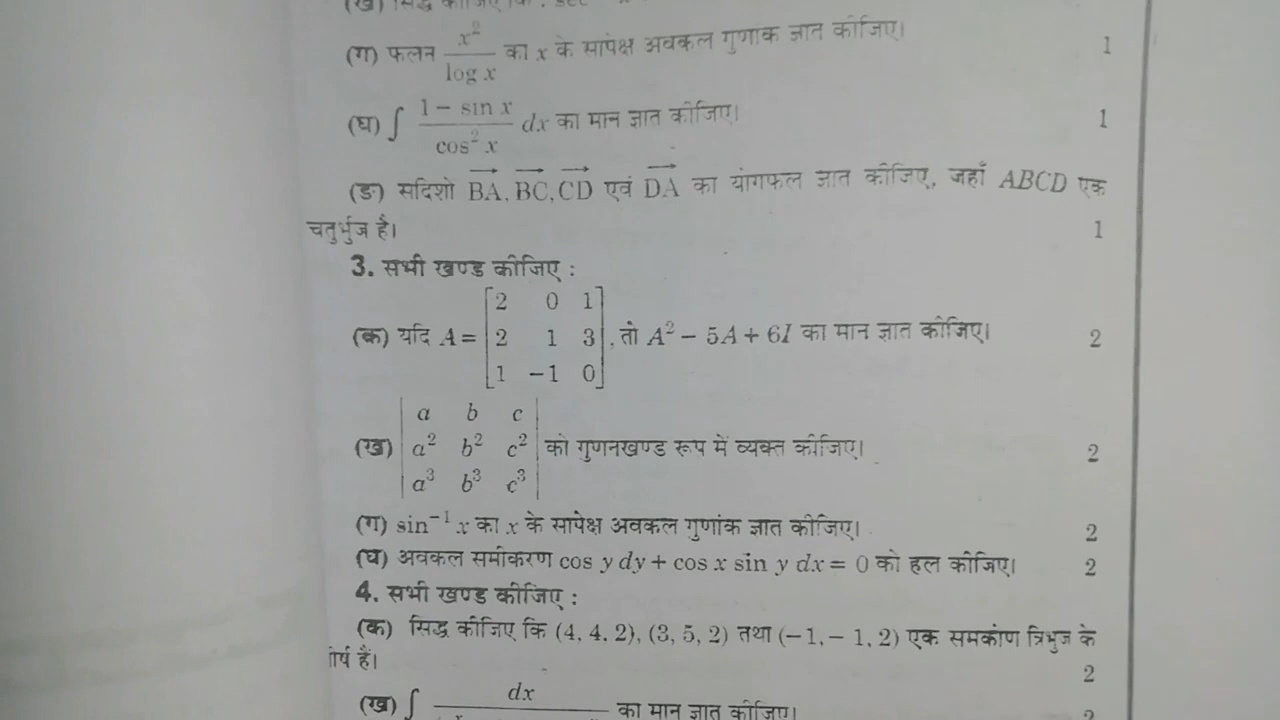 (ग) फलन x²/log x का x के सापेक्ष अवकल गुणांक ज्ञात कीजिए। 1
(घ) ∫ (1 − sin x)/(cos² x) dx का मान ज्ञात कीजिए। 1
(ङ) सदिशो BA, BC, CD एवं DA का योगफल ज्ञात कीजिए, जहाँ ABCD एक
चतुर्भुज है। 1
3. सभी खण्ड कीजिए :
2 0 1
(क) यदि A = 2 1 3 , तो A² − 5A + 6I का मान ज्ञात कीजिए। 2
1 −1 0
a b c
(ख) a² b² c² को गुणनखण्ड रूप में व्यक्त कीजिए। 2
a³ b³ c³
(ग) sin⁻¹ x का x के सापेक्ष अवकल गुणांक ज्ञात कीजिए। 2
(घ) अवकल समीकरण cos y dy + cos x sin y dx = 0 को हल कीजिए। 2
4. सभी खण्ड कीजिए :
(क) सिद्ध कीजिए कि (4, 4, 2), (3, 5, 2) तथा (−1, −1, 2) एक समकोण त्रिभुज के
हैं। 2
(ख) ∫ dx का मान ज्ञात कीजिए। 2